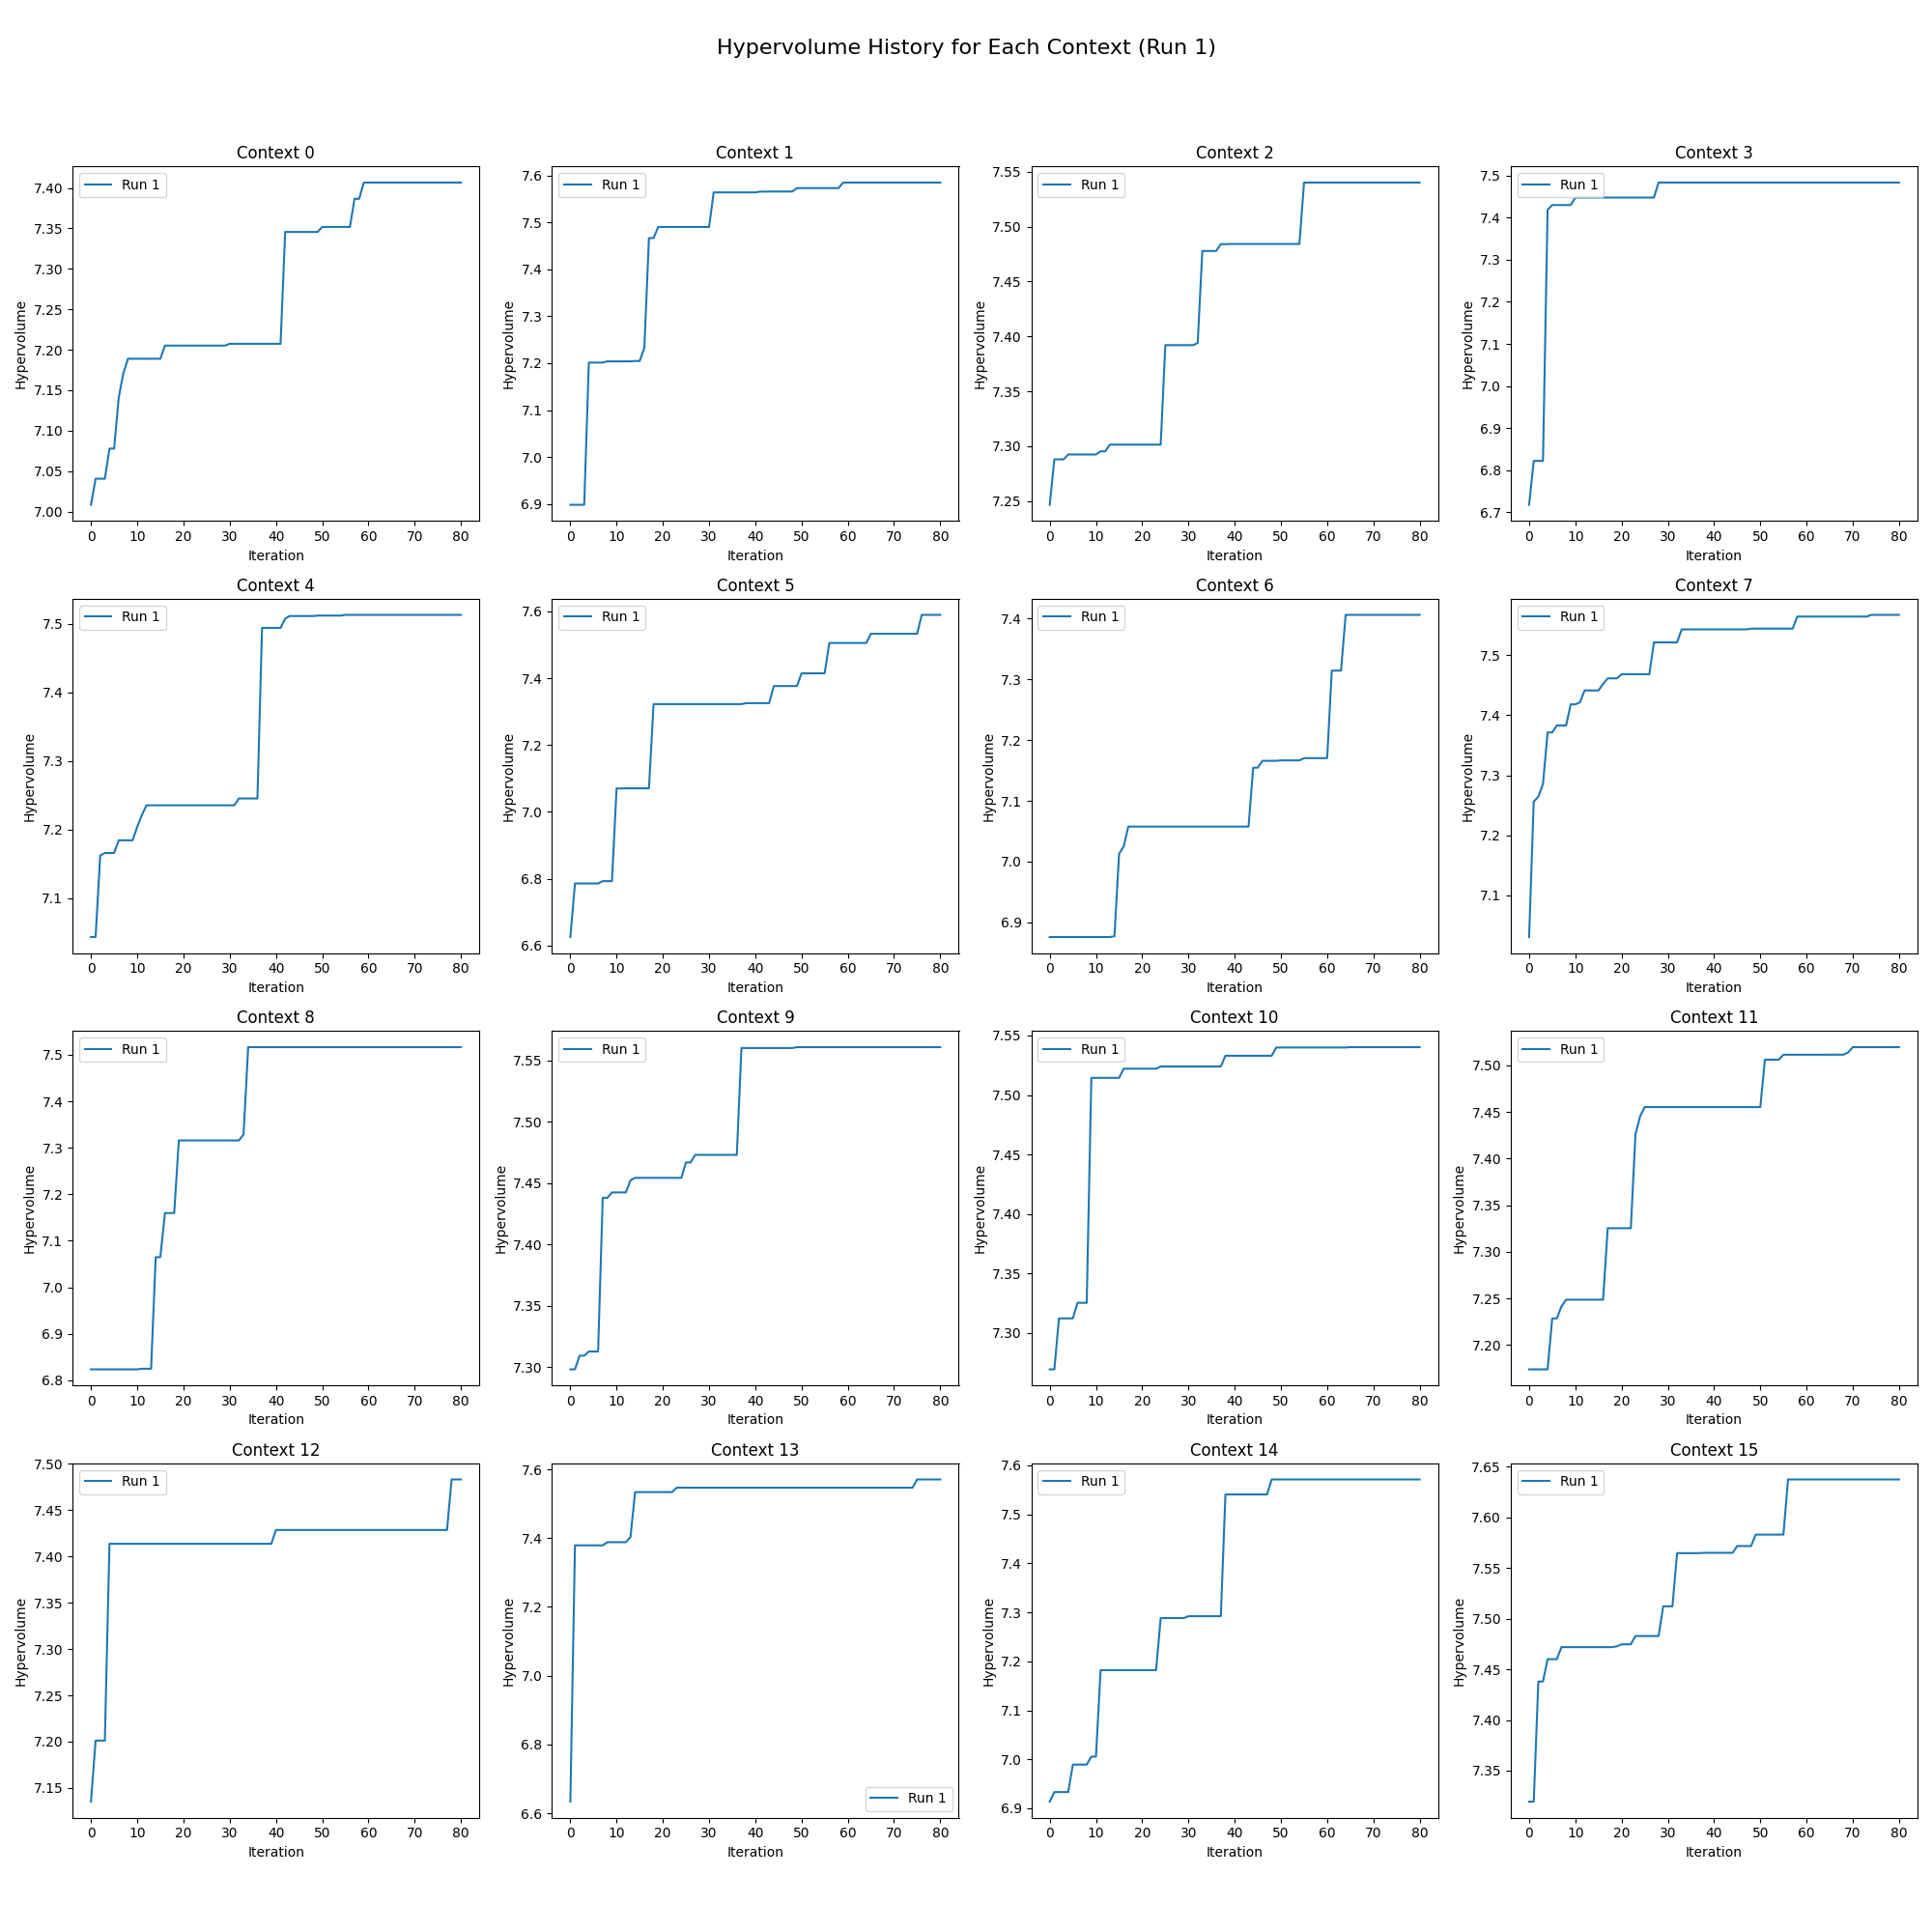 Hypervolume History for Each Context (Run 1)
Context 0
Run 1
7.40
7.35
7.30
7.25
7.20
7.15
7.10
7.05
7.00
Hypervolume
0 10 20 30 40 50 60 70 80
Iteration
Context 1
Run 1
7.6
7.5
7.4
7.3
7.2
7.1
7.0
6.9
Hypervolume
0 10 20 30 40 50 60 70 80
Iteration
Context 2
Run 1
7.55
7.50
7.45
7.40
7.35
7.30
7.25
Hypervolume
0 10 20 30 40 50 60 70 80
Iteration
Context 3
Run 1
7.5
7.4
7.3
7.2
7.1
7.0
6.9
6.8
6.7
Hypervolume
0 10 20 30 40 50 60 70 80
Iteration
Context 4
Run 1
7.5
7.4
7.3
7.2
7.1
Hypervolume
0 10 20 30 40 50 60 70 80
Iteration
Context 5
Run 1
7.6
7.4
7.2
7.0
6.8
6.6
Hypervolume
0 10 20 30 40 50 60 70 80
Iteration
Context 6
Run 1
7.4
7.3
7.2
7.1
7.0
6.9
Hypervolume
0 10 20 30 40 50 60 70 80
Iteration
Context 7
Run 1
7.5
7.4
7.3
7.2
7.1
Hypervolume
0 10 20 30 40 50 60 70 80
Iteration
Context 8
Run 1
7.5
7.4
7.3
7.2
7.1
7.0
6.9
6.8
Hypervolume
0 10 20 30 40 50 60 70 80
Iteration
Context 9
Run 1
7.55
7.50
7.45
7.40
7.35
7.30
Hypervolume
0 10 20 30 40 50 60 70 80
Iteration
Context 10
Run 1
7.55
7.50
7.45
7.40
7.35
7.30
Hypervolume
0 10 20 30 40 50 60 70 80
Iteration
Context 11
Run 1
7.50
7.45
7.40
7.35
7.30
7.25
7.20
Hypervolume
0 10 20 30 40 50 60 70 80
Iteration
Context 12
Run 1
7.50
7.45
7.40
7.35
7.30
7.25
7.20
7.15
Hypervolume
0 10 20 30 40 50 60 70 80
Iteration
Context 13
7.6
7.4
7.2
7.0
6.8
6.6
Hypervolume
Run 1
0 10 20 30 40 50 60 70 80
Iteration
Context 14
Run 1
7.6
7.5
7.4
7.3
7.2
7.1
7.0
6.9
Hypervolume
0 10 20 30 40 50 60 70 80
Iteration
Context 15
Run 1
7.65
7.60
7.55
7.50
7.45
7.40
7.35
Hypervolume
0 10 20 30 40 50 60 70 80
Iteration